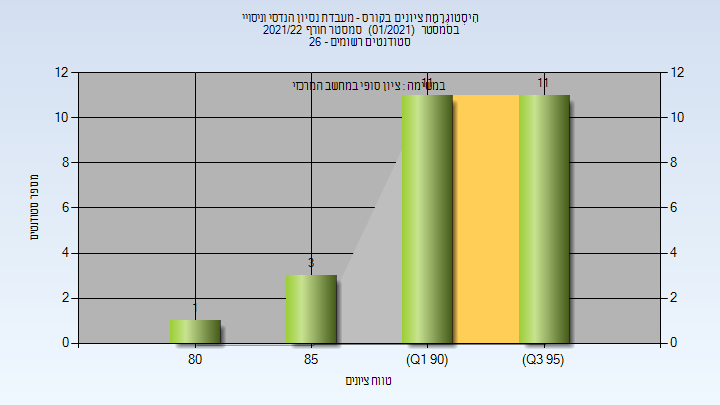 היסטוגרמת ציונים בקורס - מעבדת נסיון הנדסי וניסויי
בסמסטר (01/2021) סמסטר חורף 2021/22
סטודנטים רשומים - 26
במשימה : ציון סופי במחשב המרכזי
12
10
8
6
4
2
0
מספר סטודנטים
1
3
11
11
12
10
8
6
4
2
0
80
85
(Q1 90)
(Q3 95)
טווח ציונים